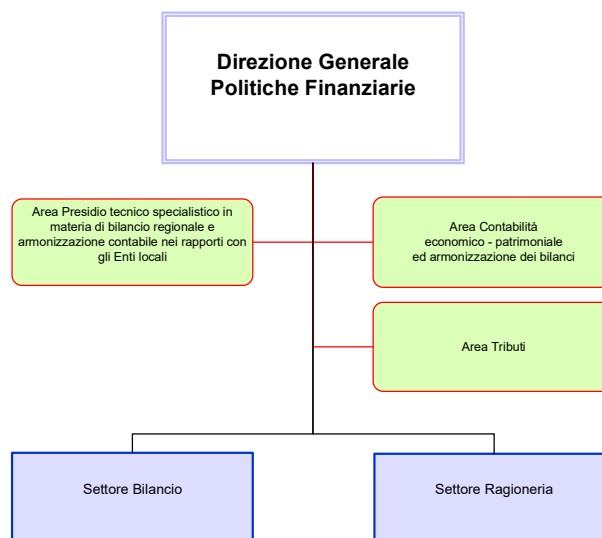 Direzione Generale
Politiche Finanziarie
Area Presidio tecnico specialistico in
materia di bilancio regionale e
armonizzazione contabile nei rapporti con
gli Enti locali
Area Contabilità
economico - patrimoniale
ed armonizzazione dei bilanci
Area Tributi
Settore Bilancio
Settore Ragioneria